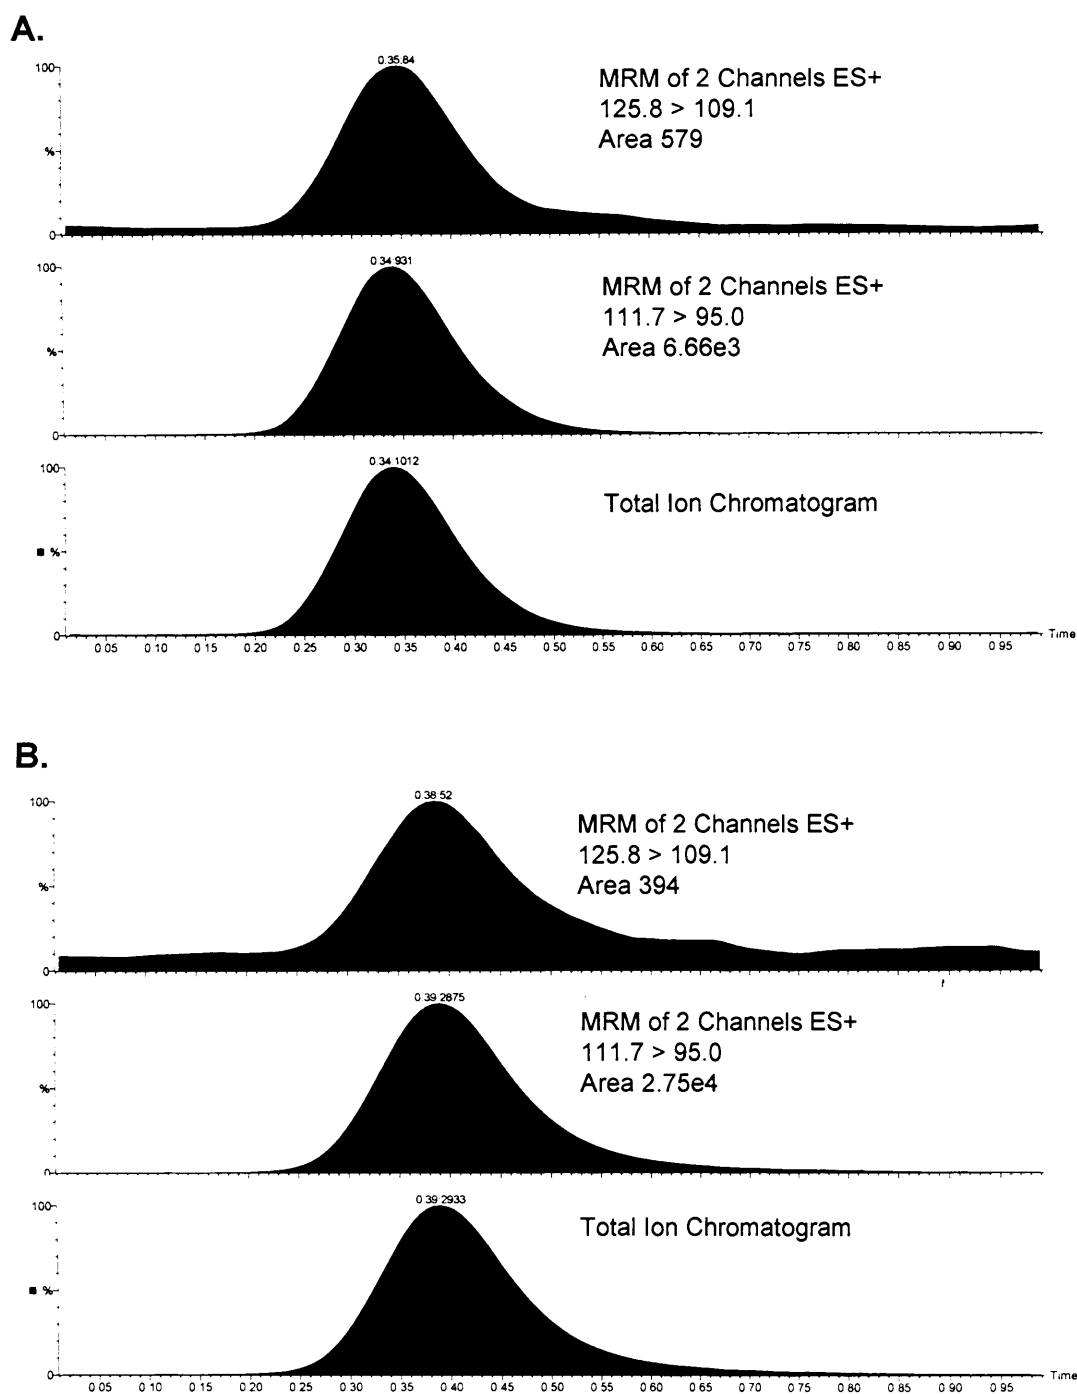 A.
0.35.84
100
%
0
MRM of 2 Channels ES+
125.8 > 109.1
Area 579
0.34 931
100
%
0
MRM of 2 Channels ES+
111.7 > 95.0
Area 6.66e3
0.34 1012
100
%
0
Total Ion Chromatogram
Time
0.05 0.10 0.15 0.20 0.25 0.30 0.35 0.40 0.45 0.50 0.55 0.60 0.65 0.70 0.75 0.80 0.85 0.90 0.95
B.
0.38 52
100
%
0
MRM of 2 Channels ES+
125.8 > 109.1
Area 394
0.39 2875
100
%
0
MRM of 2 Channels ES+
111.7 > 95.0
Area 2.75e4
0.39 2933
100
%
0
Total Ion Chromatogram
Time
0.05 0.10 0.15 0.20 0.25 0.30 0.35 0.40 0.45 0.50 0.55 0.60 0.65 0.70 0.75 0.80 0.85 0.90 0.95